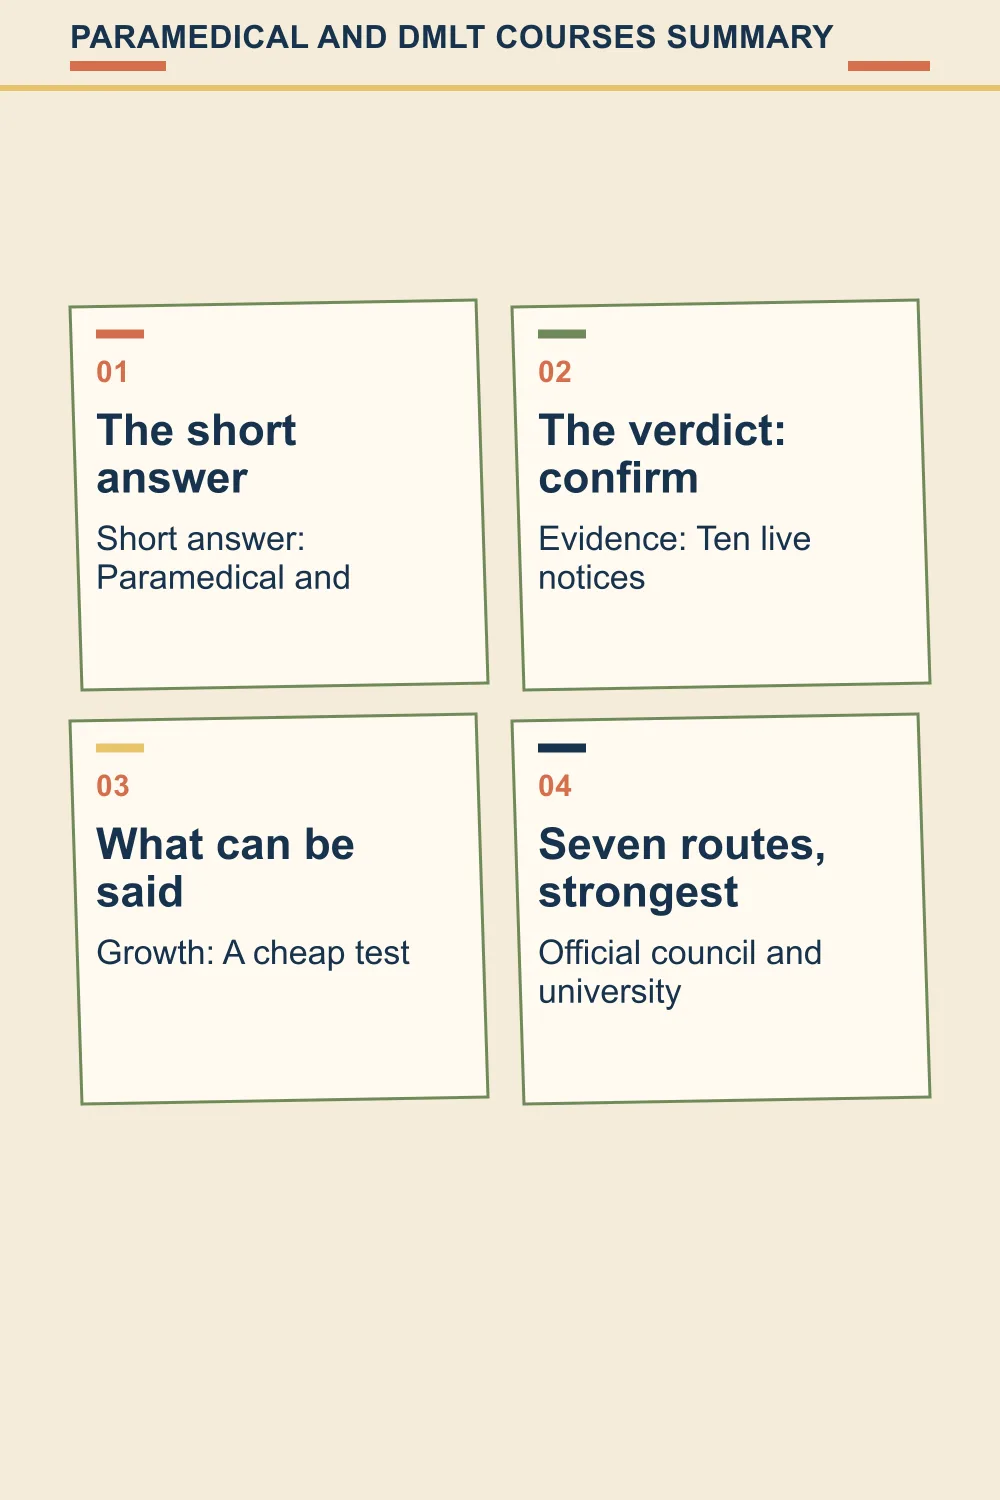 PARAMEDICAL AND DMLT COURSES SUMMARY
01
The short
answer
Short answer:
Paramedical and
02
The verdict:
confirm
Evidence: Ten live
notices
03
What can be
said
Growth: A cheap test
04
Seven routes,
strongest
Official council and
university